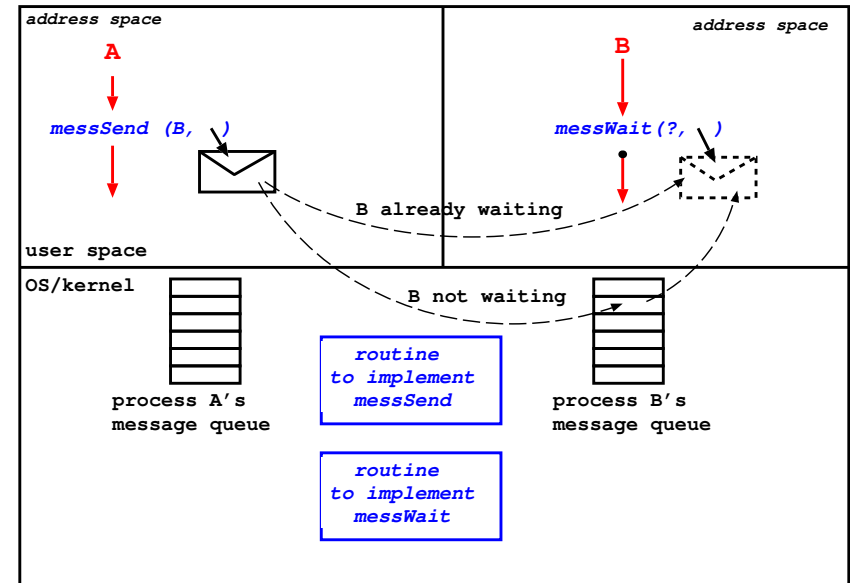 address space
address space
A
B
messSend (B, )
messWait(?, )
B already waiting
user space
OS/kernel
B not waiting
routine
to implement
messSend
process A's
message queue
process B's
message queue
routine
to implement
messWait